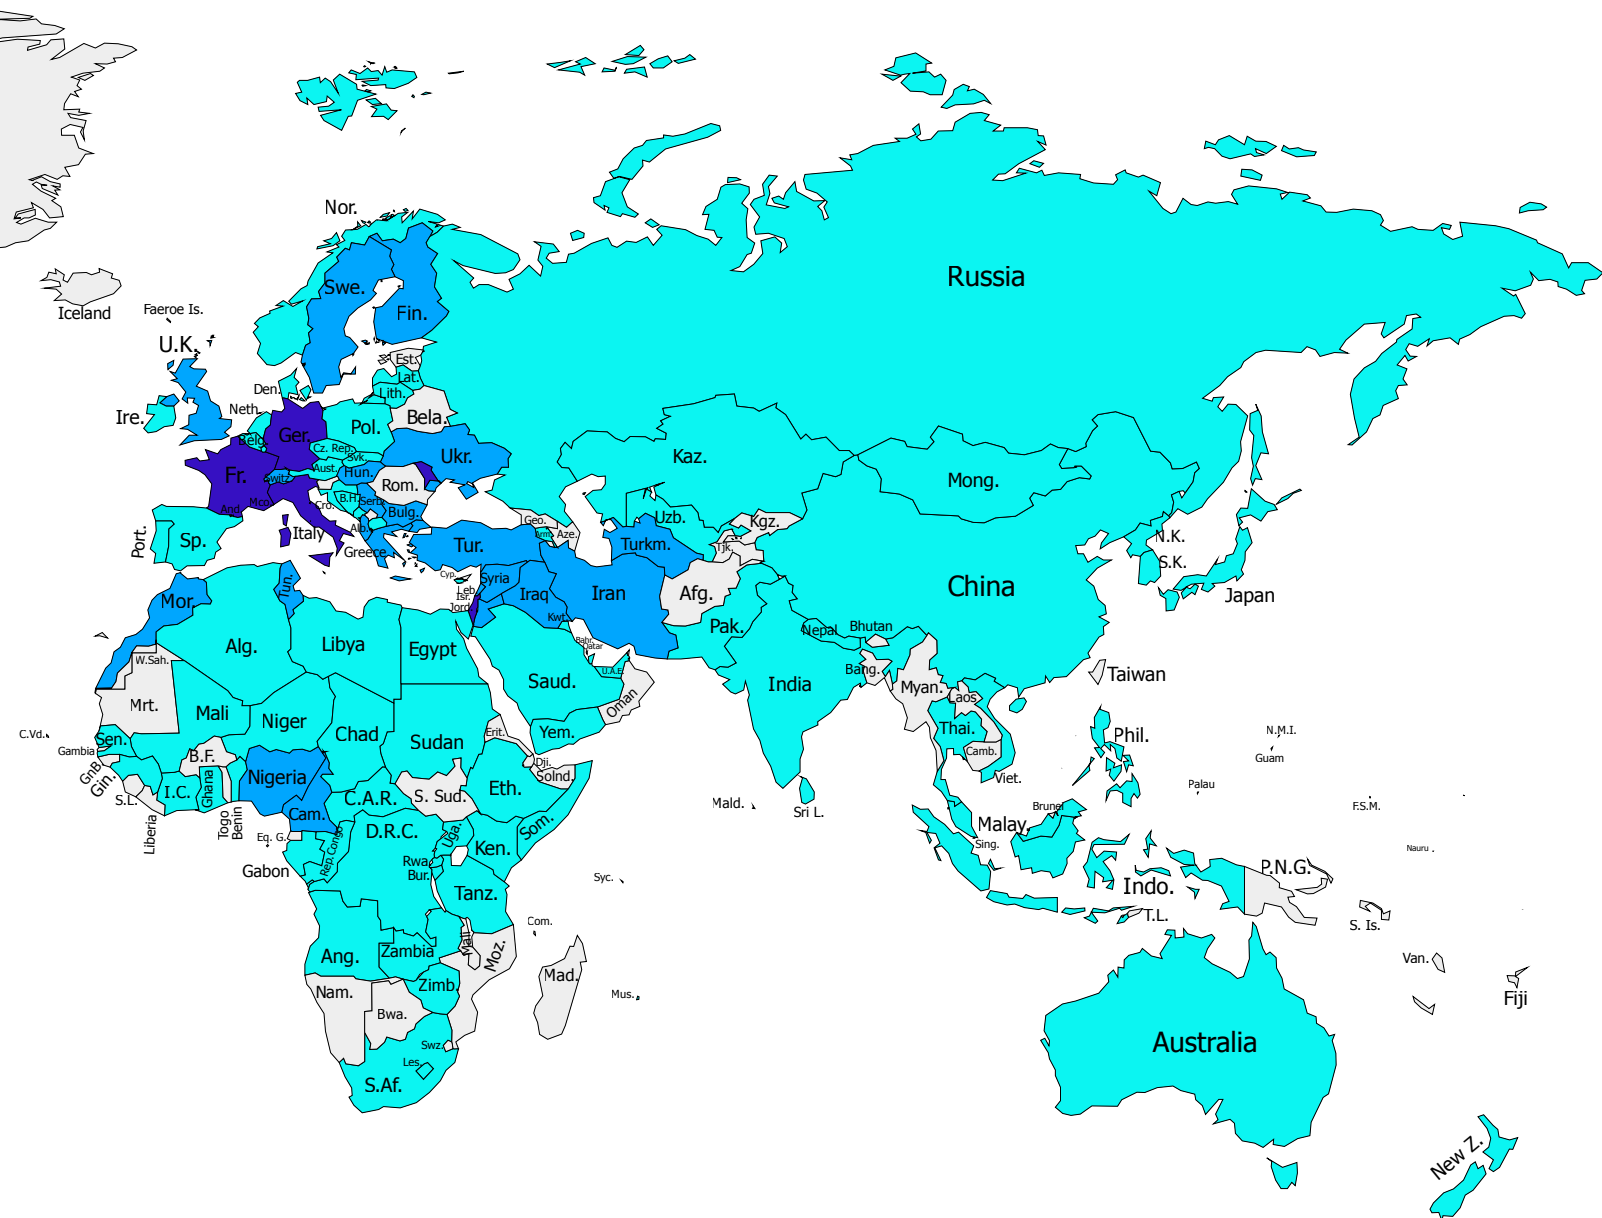 Nor.
Russia
Swe.
Iceland
Faeroe Is.
Fin.
U.K.
Est.
Lat.
Den.
Lith.
Neth.
Ire.
Bela.
Ger.
Pol.
Belg.
Cz. Rep.
Ukr.
Kaz.
Svk.
Aust.
Fr.
Hun.
Switz.
Mong.
Rom.
B.H.
Mco.
Serb.
Cro.
And.
Bulg.
Uzb.
Geo.
Kgz.
Alb.
Italy
Arm.
Aze.
N.K.
Sp.
Port.
Tur.
Turkm.
Tjk.
Greece
S.K.
Cyp.
Syria
China
Tun.
Leb.
Iraq
Iran
Afg.
Isr.
Japan
Mor.
Jord.
Kwt.
Pak.
Nepal
Bhutan
Alg.
Libya
Egypt
Bahr.
Qatar
W.Sah.
Bang.
U.A.E.
Taiwan
Saud.
India
Myan.
Laos
Mrt.
Mali
Niger
Oman
C.Vd.
Sen.
Chad
Sudan
Erit.
Yem.
Thai.
Phil.
N.M.I.
Gambia
B.F.
Camb.
Guam
GnB.
Dji.
Gin.
Nigeria
Solnd.
Viet.
Palau
I.C.
Ghana
Eth.
S.L.
C.A.R.
S. Sud.
Mald.
Sri L.
Brunei
F.S.M.
Cam.
Liberia
Togo
Benin
D.R.C.
Som.
Malay.
Eq. G.
Uga.
Ken.
Sing.
Nauru
Rep. Congo
Rwa.
P.N.G.
Gabon
Bur.
Syc.
Indo.
Tanz.
T.L.
Com.
S. Is.
Mali
Zambia
Ang.
Moz.
Van.
Mad.
Zimb.
Nam.
Mus.
Fiji
Bwa.
Australia
Swz.
Les.
S.Af.
New Z.